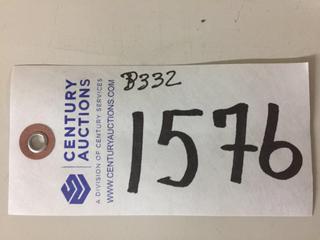 CENTURY
AUCTIONS
A DIVISION OF CENTURY SERVICES
WWW.CENTURYAUCTIONS.COM
B332
1576